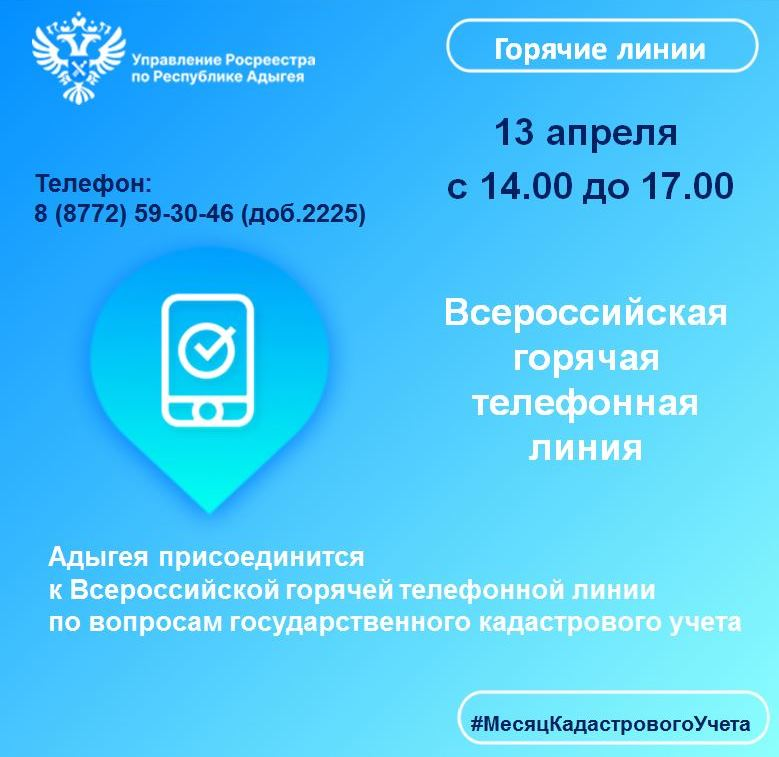 Управление Росреестра
по Республике Адыгея
Горячие линии
13 апреля
с 14.00 до 17.00
Телефон:
8 (8772) 59-30-46 (доб.2225)
Всероссийская
горячая
телефонная
линия
Адыгея присоединится
к Всероссийской горячей телефонной линии
по вопросам государственного кадастрового учета
#МесяцКадастровогоУчета